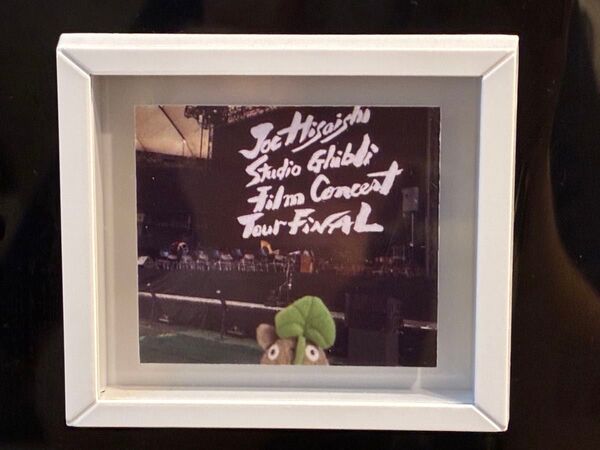 Joe Hisaishi
Studio Ghibli
Film Concert
Tour FiNAL